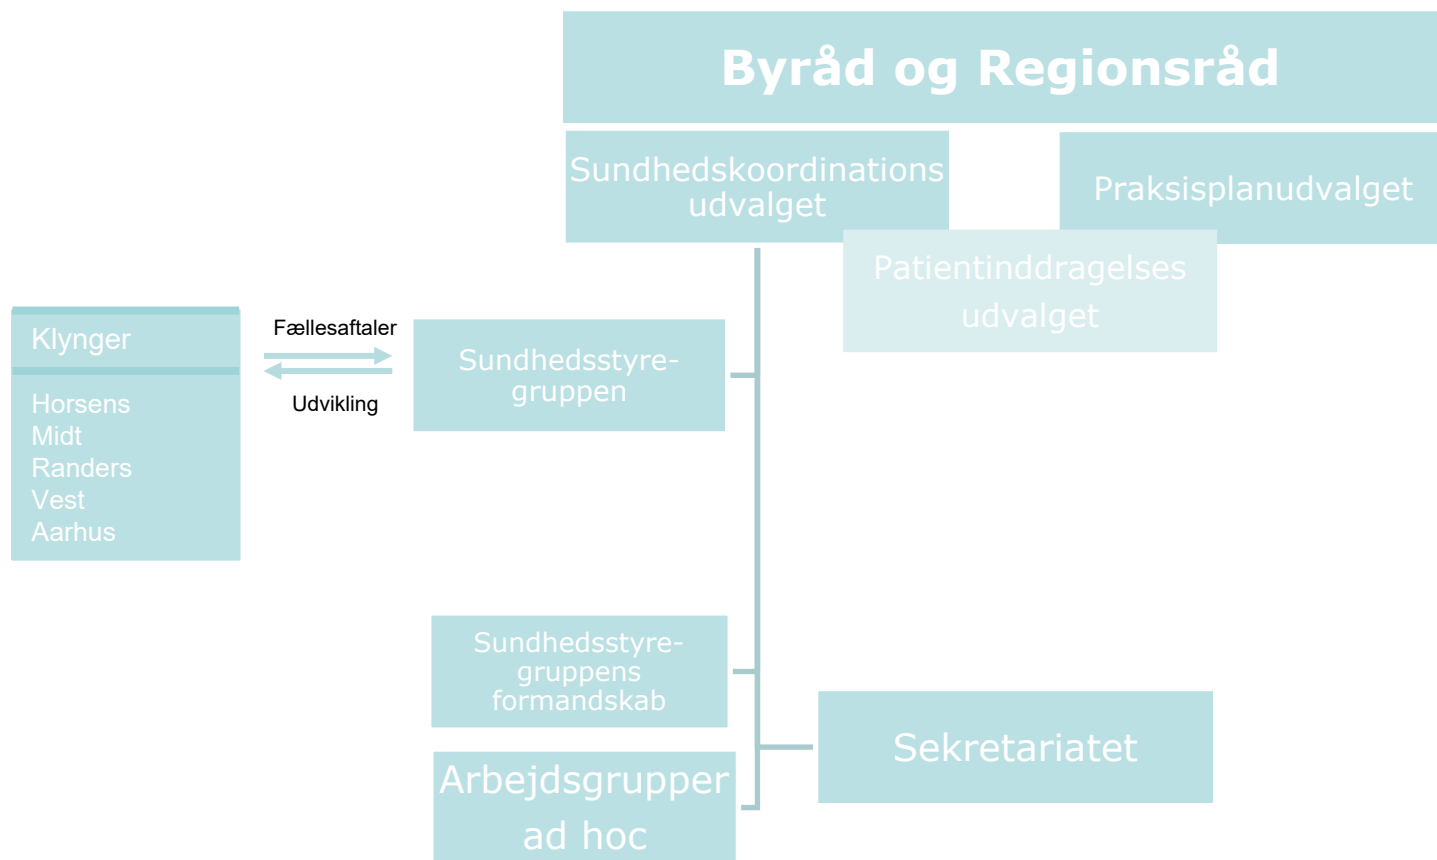 Byråd og Regionsråd
Sundhedskoordinations
udvalget
Praksisplanudvalget
Patientinddragelses
udvalget
Klynger
Horsens
Midt
Randers
Vest
Aarhus
Fællesaftaler
Udvikling
Sundhedsstyre-
gruppen
Sundhedsstyre-
gruppens
formandskab
Sekretariatet
Arbejdsgrupper
ad hoc